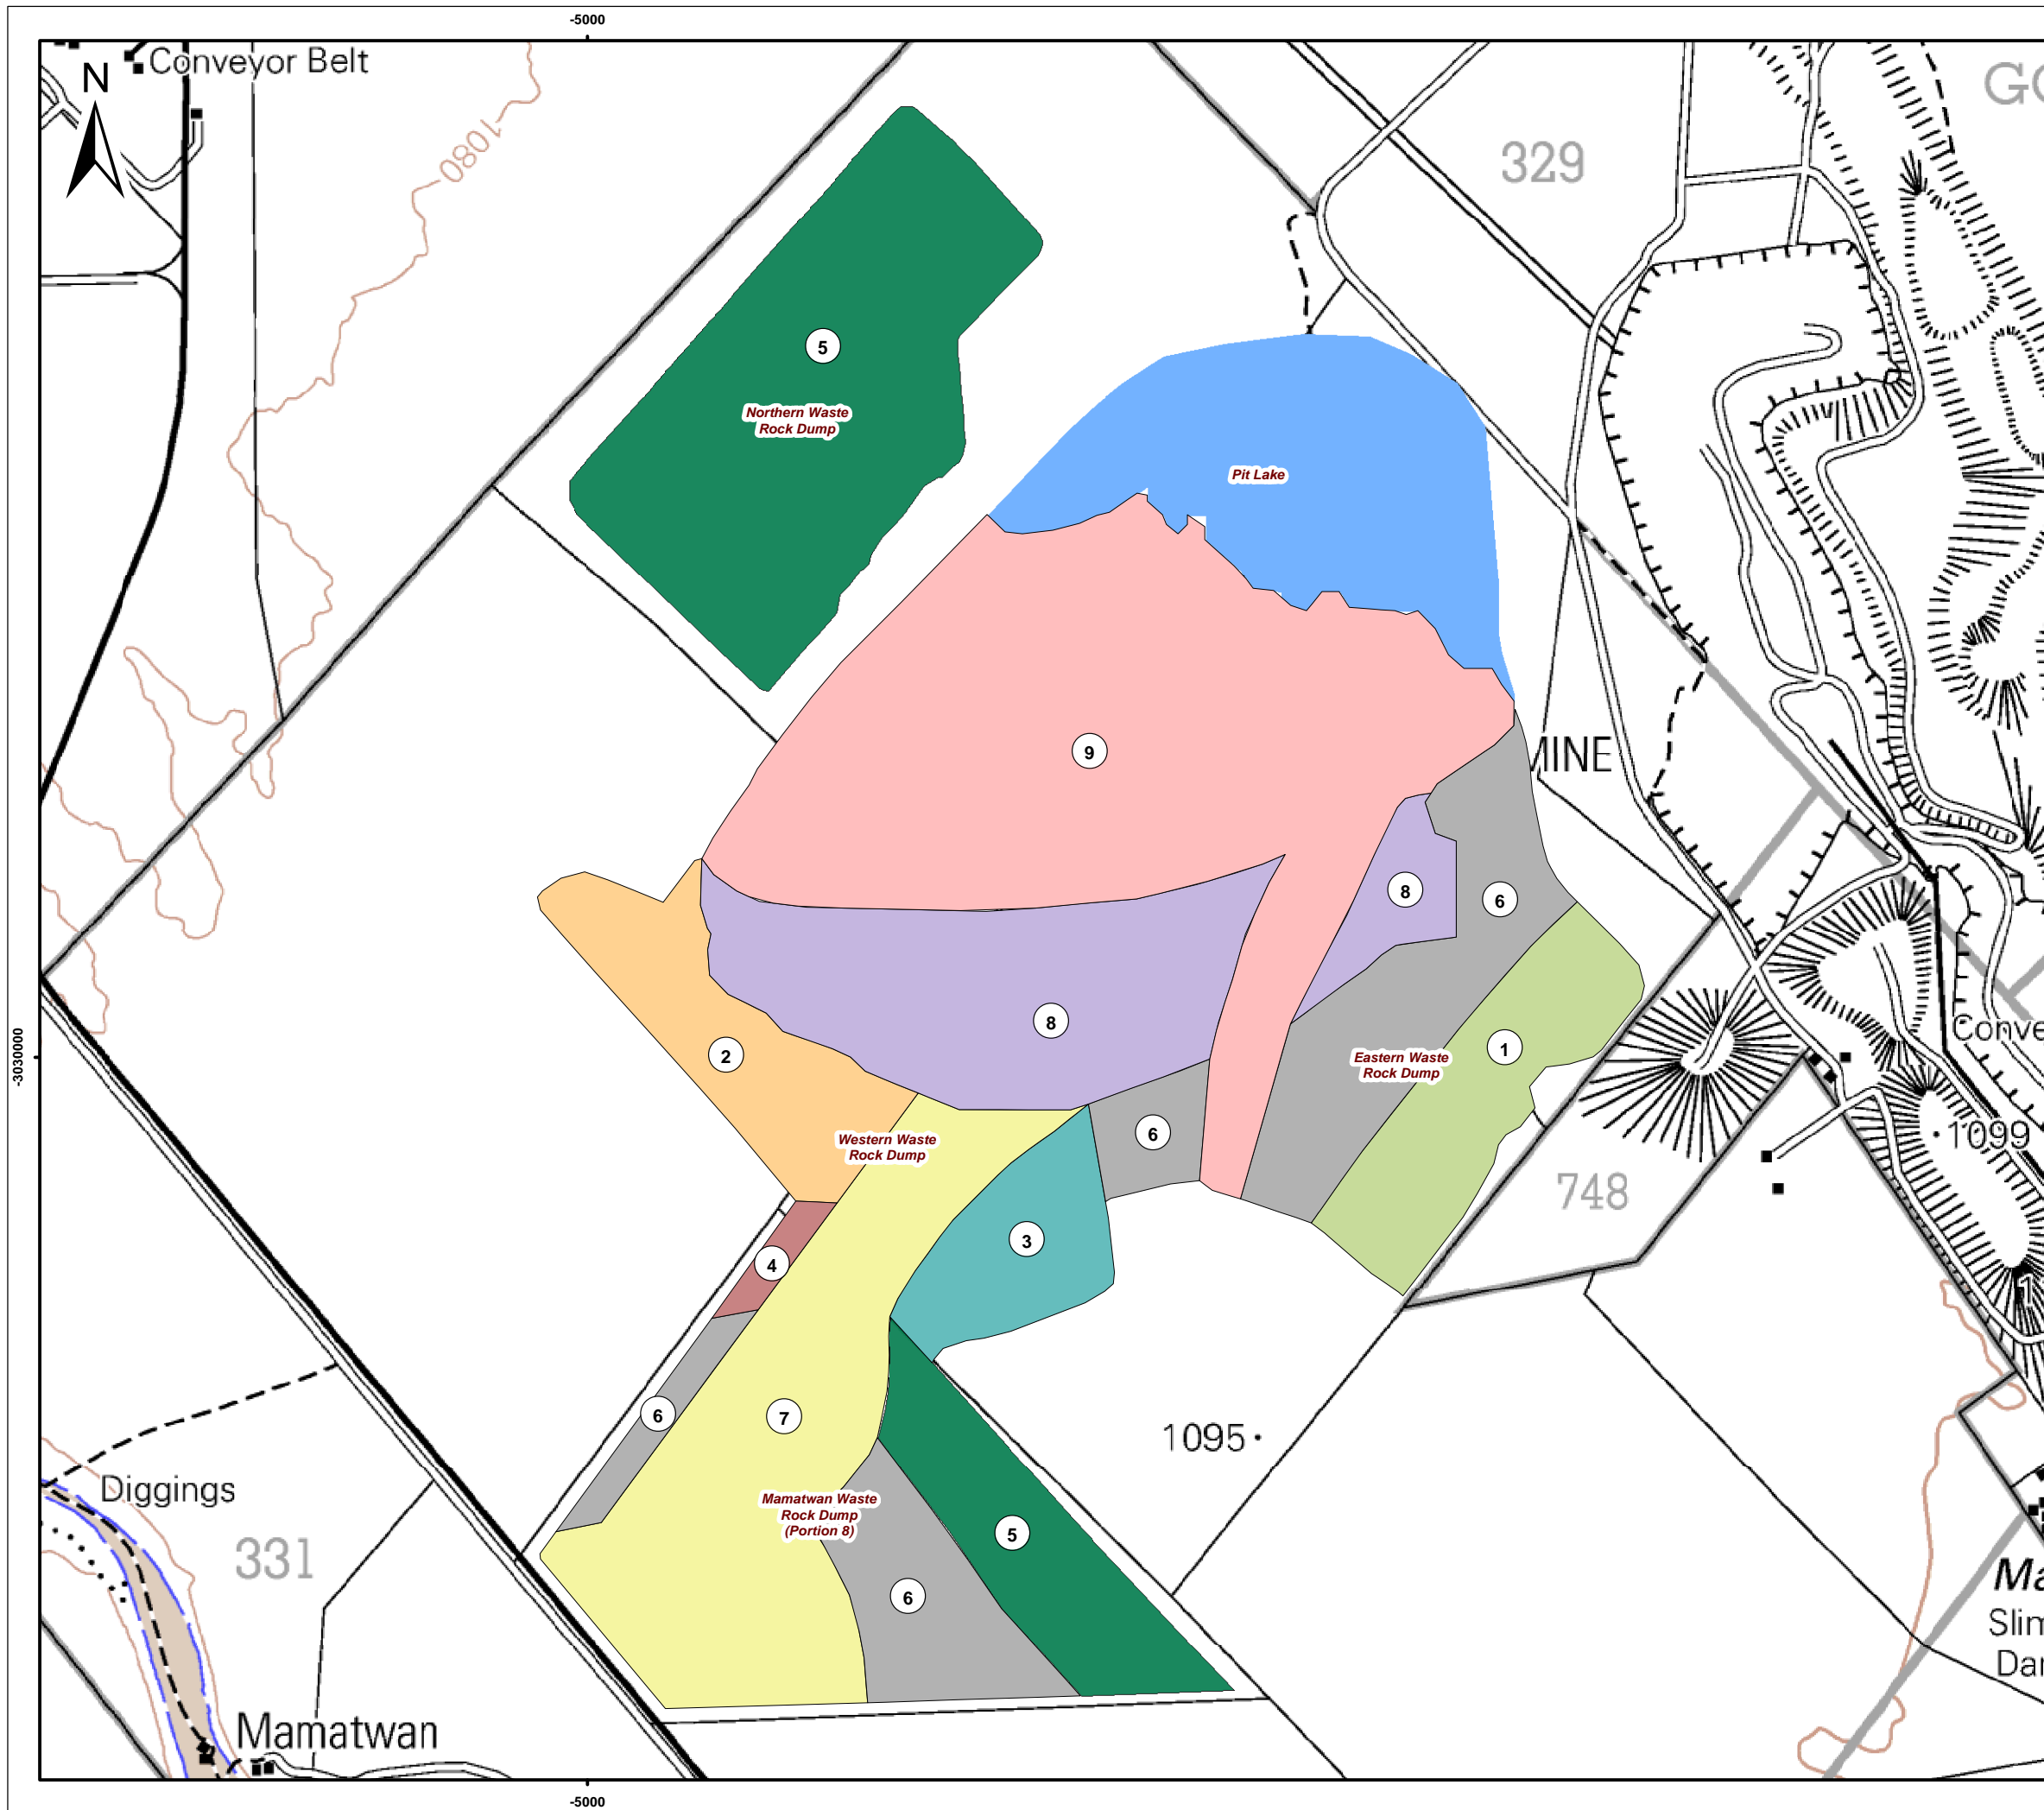 -5000
Conveyor Belt
N
1080
329
5
Northern Waste
Rock Dump
Pit Lake
9
8
6
2
8
-3030000
Eastern Waste
Rock Dump
1
6
1099
Western Waste
Rock Dump
748
3
4
6
7
1095
Diggings
331
Mamatwan Waste
Rock Dump
(Portion 8)
5
6
Mamatwan
-5000